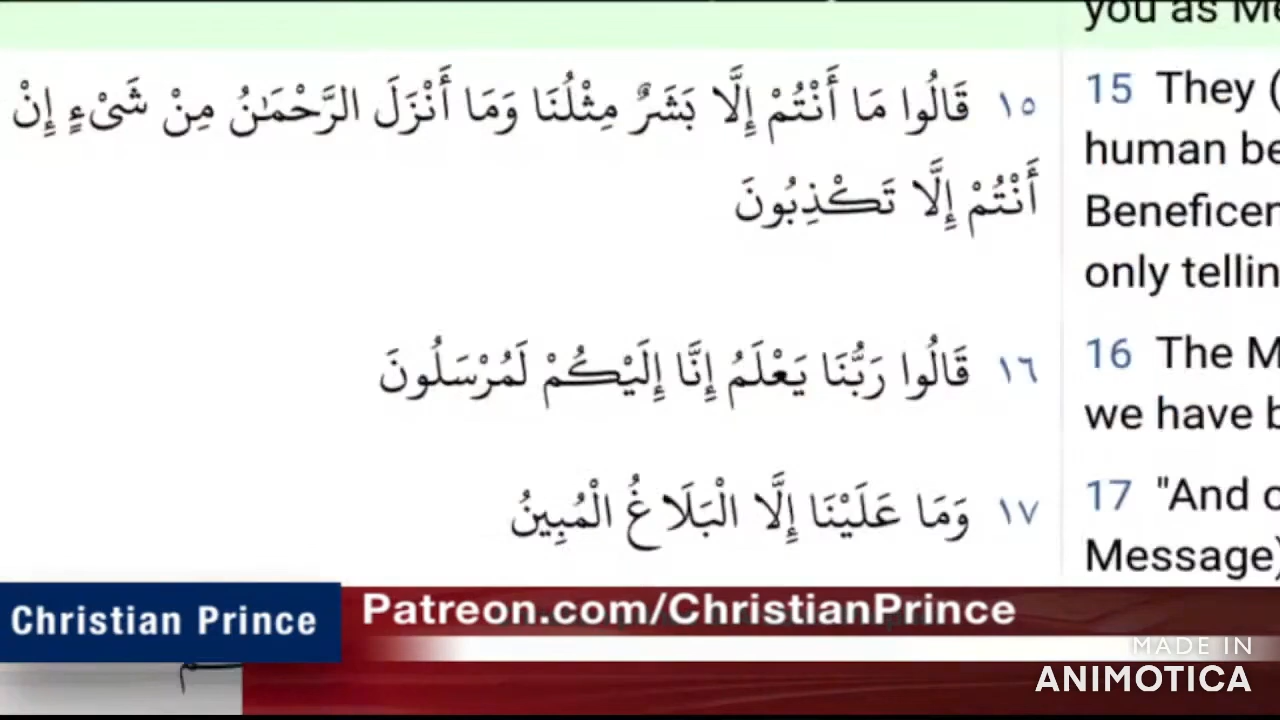 you as Me
١٥ قَالُوا مَا أَنْتُمْ إِلَّا بَشَرٌ مِثْلُنَا وَمَا أَنْزَلَ الرَّحْمَٰنُ مِنْ شَيْءٍ إِنْ
أَنْتُمْ إِلَّا تَكْذِبُونَ
15 They (
human be
Beneficen
only tellin
١٦ قَالُوا رَبُّنَا يَعْلَمُ إِنَّا إِلَيْكُمْ لَمُرْسَلُونَ
16 The M
we have b
١٧ وَمَا عَلَيْنَا إِلَّا الْبَلَاغُ الْمُبِينُ
17 "And o
Message)
Christian Prince
Patreon.com/ChristianPrince
MADE IN
ANIMOTICA